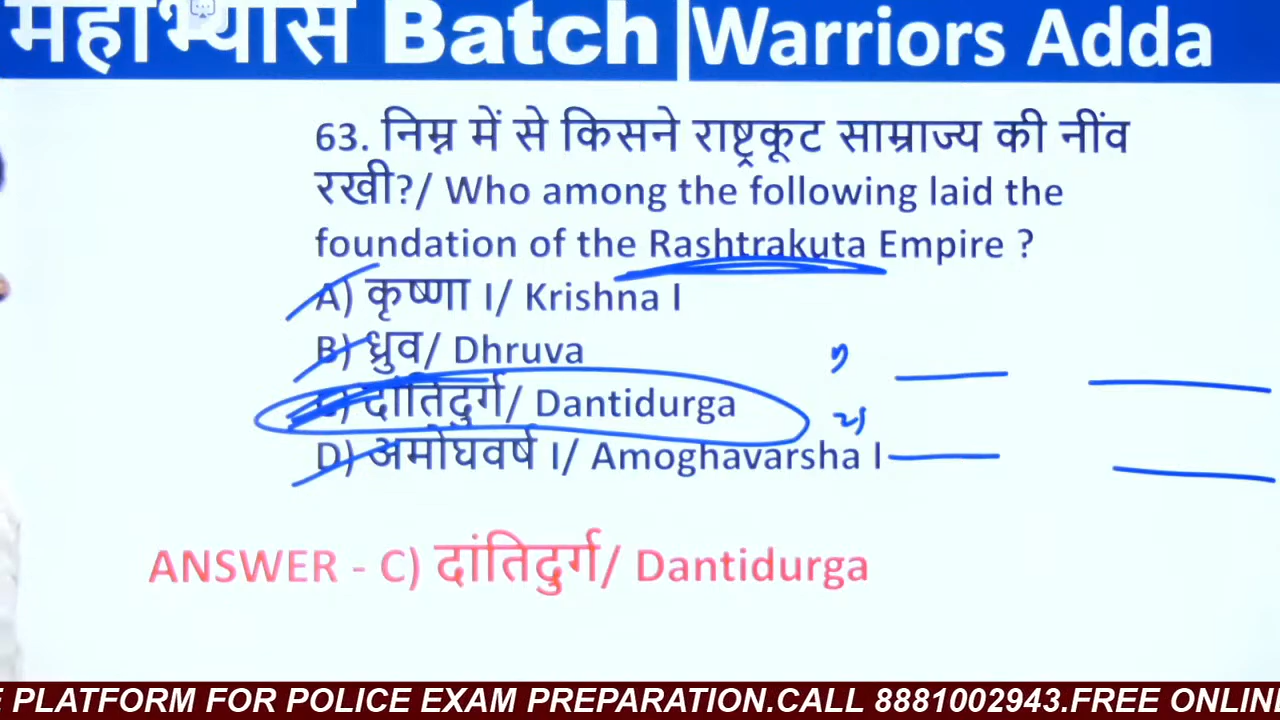 महाभ्यास Batch Warriors Adda
63. निम्न में से किसने राष्ट्रकूट साम्राज्य की नींव
रखी?/ Who among the following laid the
foundation of the Rashtrakuta Empire ?
A) कृष्णा I/ Krishna I
B) ध्रुव/ Dhruva
C) दांतिदुर्ग/ Dantidurga
D) अमोघवर्ष I/ Amoghavarsha I
ANSWER - C) दांतिदुर्ग/ Dantidurga
E PLATFORM FOR POLICE EXAM PREPARATION.CALL 8881002943.FREE ONLINE